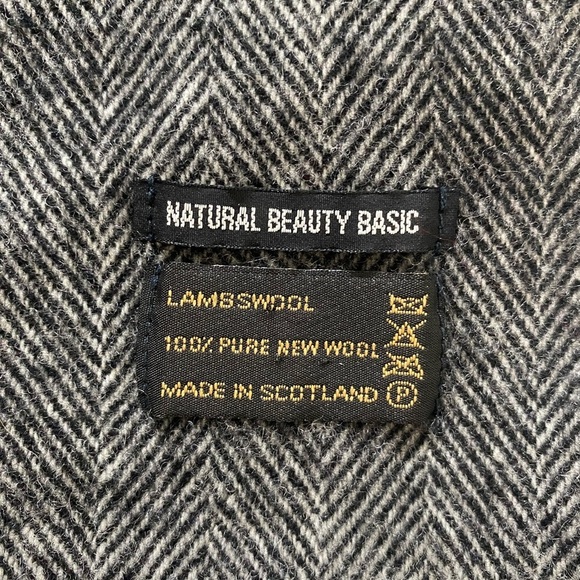 NATURAL BEAUTY BASIC
LAMBSWOOL
100% PURE NEW WOOL
MADE IN SCOTLAND P